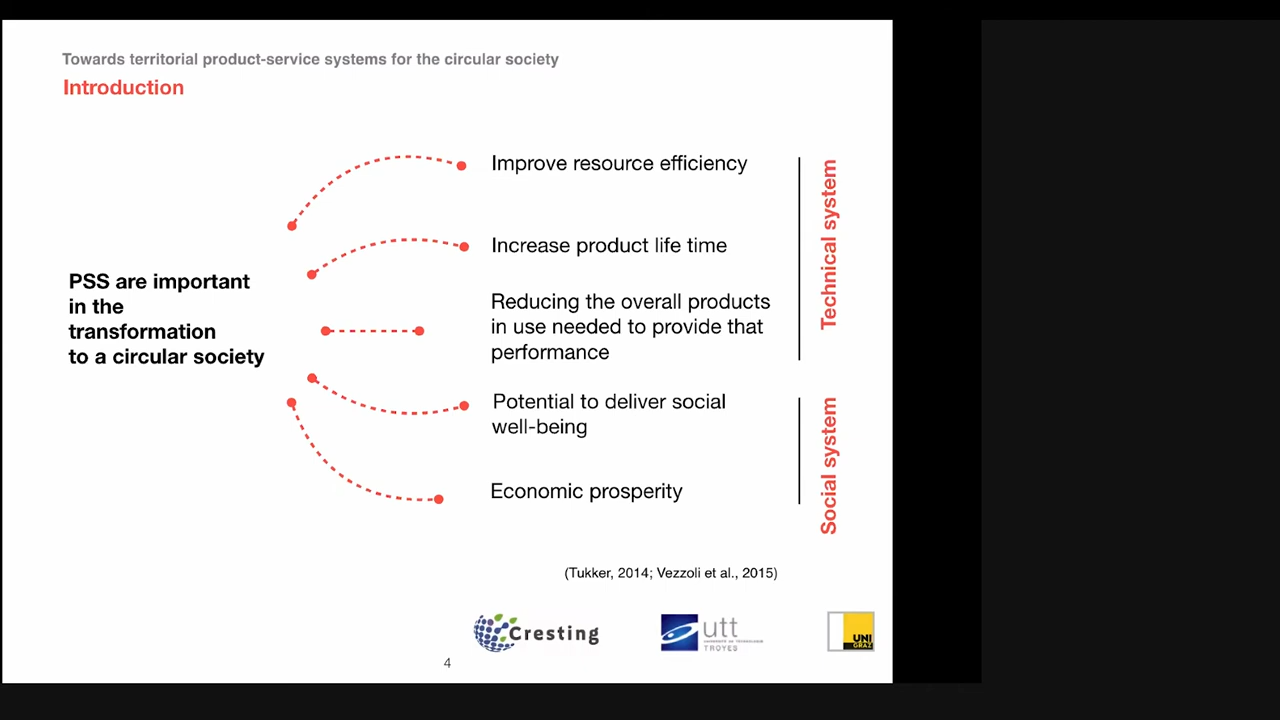 Towards territorial product-service systems for the circular society
Introduction
PSS are important
in the
transformation
to a circular society
Improve resource efficiency
Increase product life time
Reducing the overall products
in use needed to provide that
performance
Technical system
Potential to deliver social
well-being
Economic prosperity
Social system
(Tukker, 2014; Vezzoli et al., 2015)
Cresting
utt
UNIVERSITÉ DE TECHNOLOGIE
TROYES
UNI
GRAZ
4